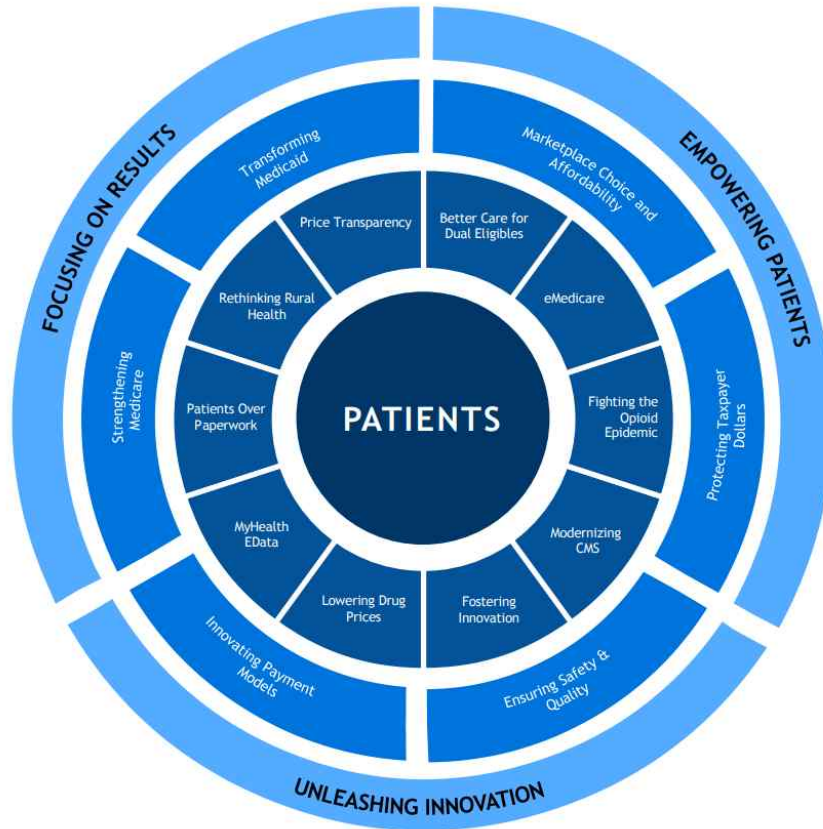 FOCUSING ON RESULTS
EMPOWERING PATIENTS
UNLEASHING INNOVATION
Transforming
Medicaid
Marketplace Choice and
Affordability
Protecting Taxpayer
Dollars
Ensuring Safety &
Quality
Innovating Payment
Models
Strengthening
Medicare
Price Transparency
Better Care for
Dual Eligibles
eMedicare
Fighting the
Opioid
Epidemic
Modernizing
CMS
Fostering
Innovation
Lowering Drug
Prices
MyHealth
EData
Patients Over
Paperwork
Rethinking Rural
Health
PATIENTS